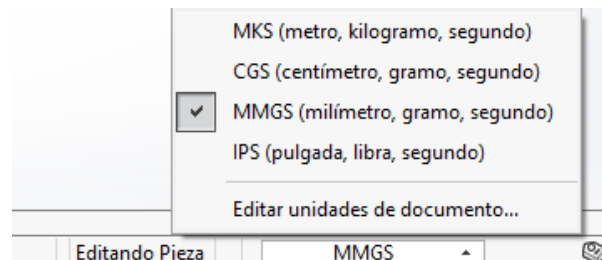 MKS (metro, kilogramo, segundo)
CGS (centímetro, gramo, segundo)
MMGS (milímetro, gramo, segundo)
IPS (pulgada, libra, segundo)
Editar unidades de documento...
Editando Pieza MMGS